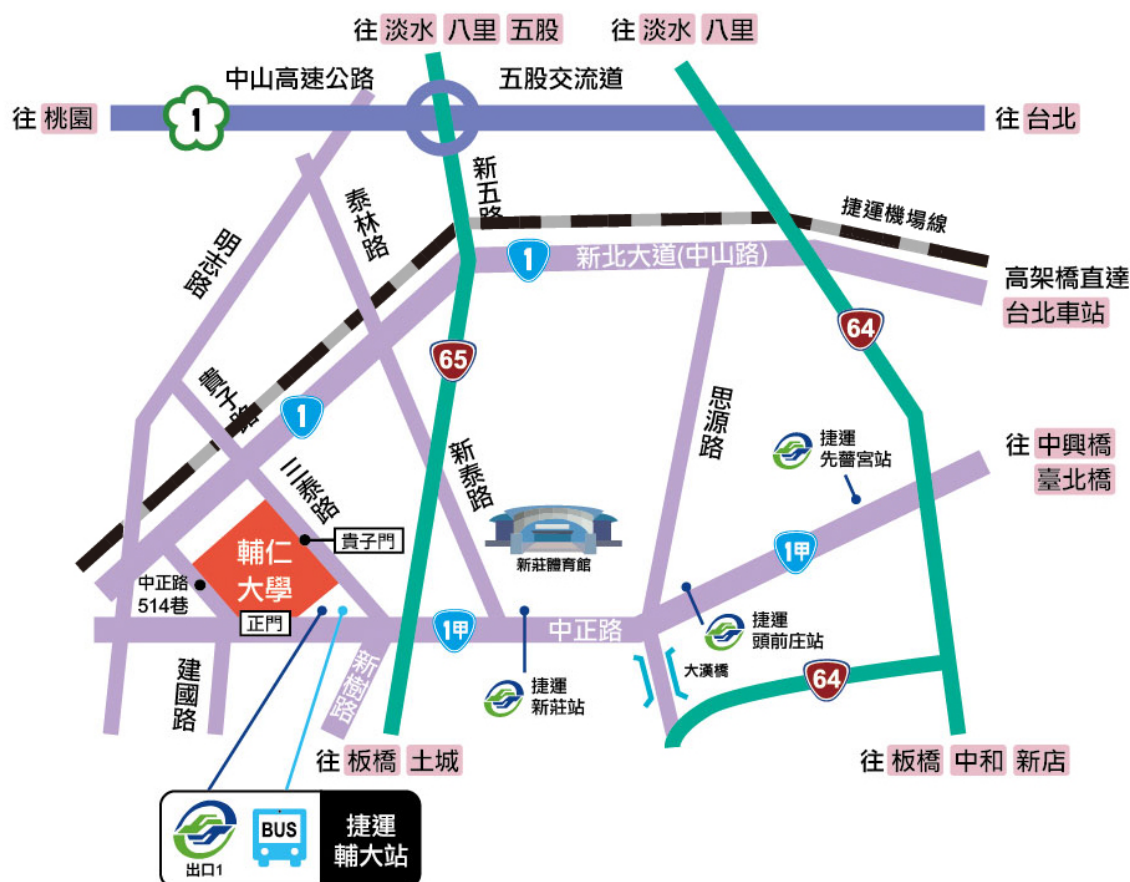 往 淡水 八里 五股
往 淡水 八里
中山高速公路
五股交流道
往 桃園
1
往 台北
新五路
泰林路
捷運機場線
明志路
1
新北大道(中山路)
高架橋直達
台北車站
64
65
貴子路
思源路
1
捷運
先嗇宮站
往 中興橋
臺北橋
新泰路
三泰路
新莊體育館
貴子門
輔仁
大學
1甲
中正路
514巷
正門
1甲
中正路
捷運
頭前庄站
建國路
新樹路
捷運
新莊站
大漢橋
64
往 板橋 土城
往 板橋 中和 新店
BUS
出口1
捷運
輔大站